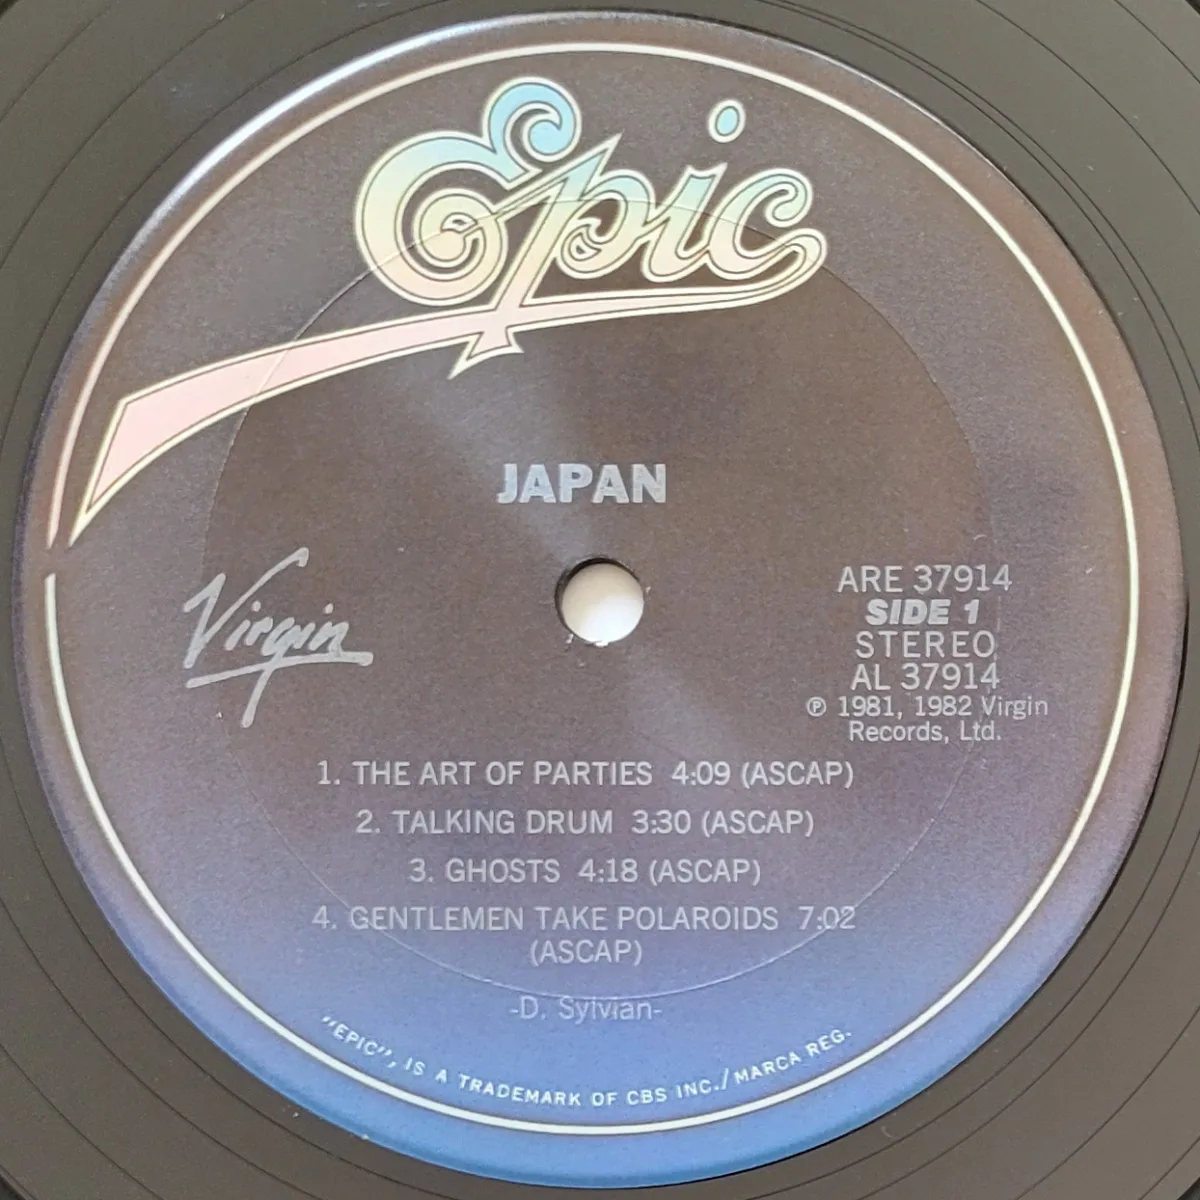 Epic
JAPAN
Virgin
ARE 37914
SIDE 1
STEREO
AL 37914
℗ 1981, 1982 Virgin
Records, Ltd.
1. THE ART OF PARTIES 4:09 (ASCAP)
2. TALKING DRUM 3:30 (ASCAP)
3. GHOSTS 4:18 (ASCAP)
4. GENTLEMEN TAKE POLAROIDS 7:02
(ASCAP)
-D. Sylvian-
"EPIC", IS A TRADEMARK OF CBS INC./MARCA REG.